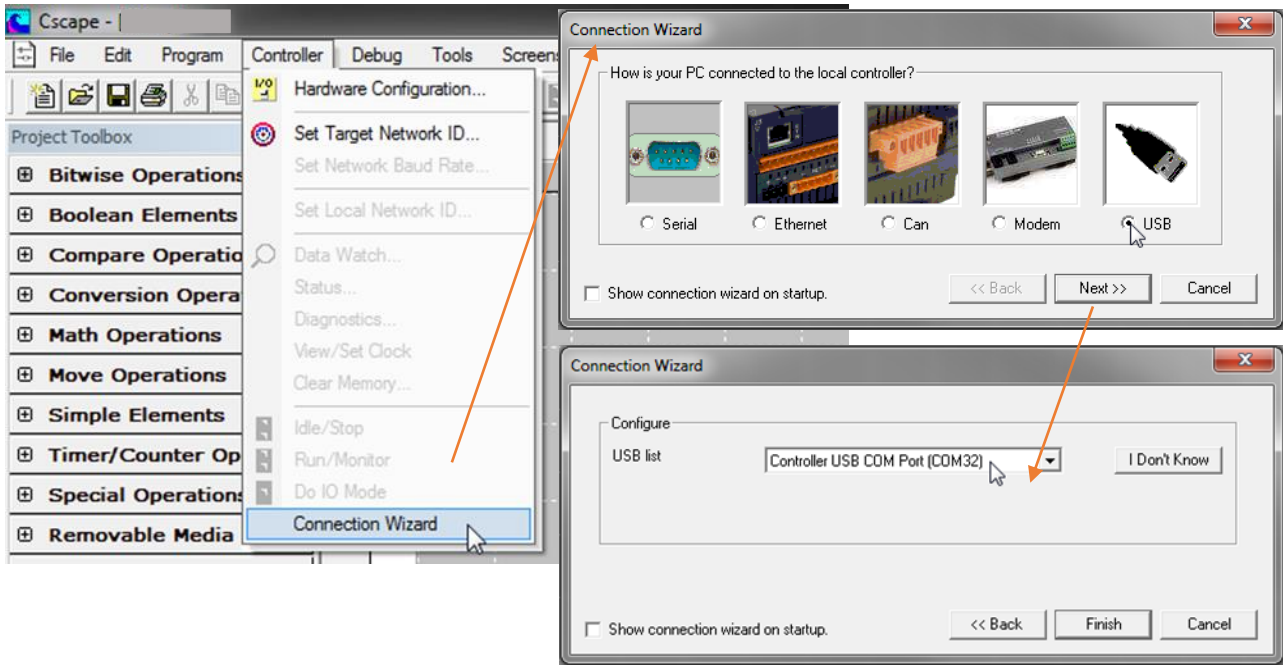 Cscape - [
File Edit Program Controller Debug Tools Screens
Project Toolbox
Bitwise Operations
Boolean Elements
Compare Operatio
Conversion Opera
Math Operations
Move Operations
Simple Elements
Timer/Counter Op
Special Operations
Removable Media
I/O
Hardware Configuration...
Set Target Network ID...
Set Network Baud Rate...
Set Local Network ID...
Data Watch...
Status...
Diagnostics...
View/Set Clock
Clear Memory...
Idle/Stop
Run/Monitor
Do IO Mode
Connection Wizard
Connection Wizard
How is your PC connected to the local controller?
Serial Ethernet Can Modem USB
Show connection wizard on startup.
<< Back Next >> Cancel
Connection Wizard
Configure
USB list Controller USB COM Port (COM32) I Don't Know
Show connection wizard on startup.
<< Back Finish Cancel